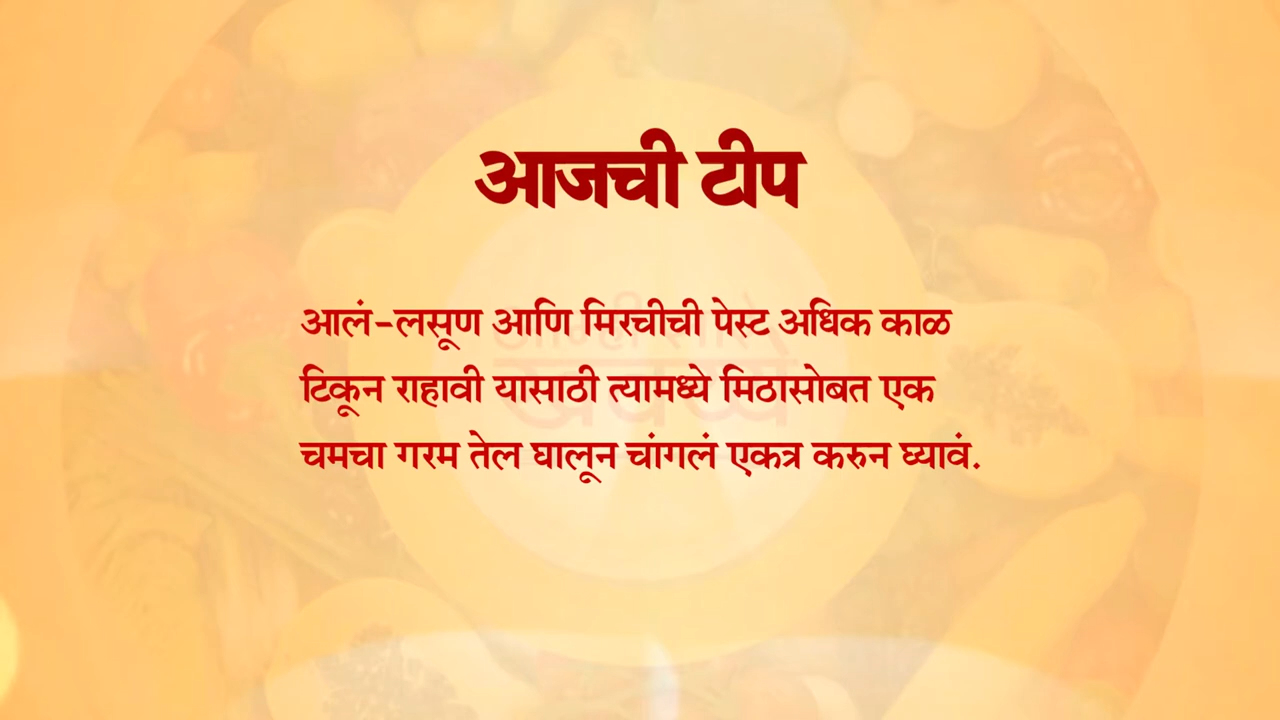 आजची टीप
आलं-लसूण आणि मिरचीची पेस्ट अधिक काळ
टिकून राहावी यासाठी त्यामध्ये मिठासोबत एक
चमचा गरम तेल घालून चांगलं एकत्र करुन घ्यावं.